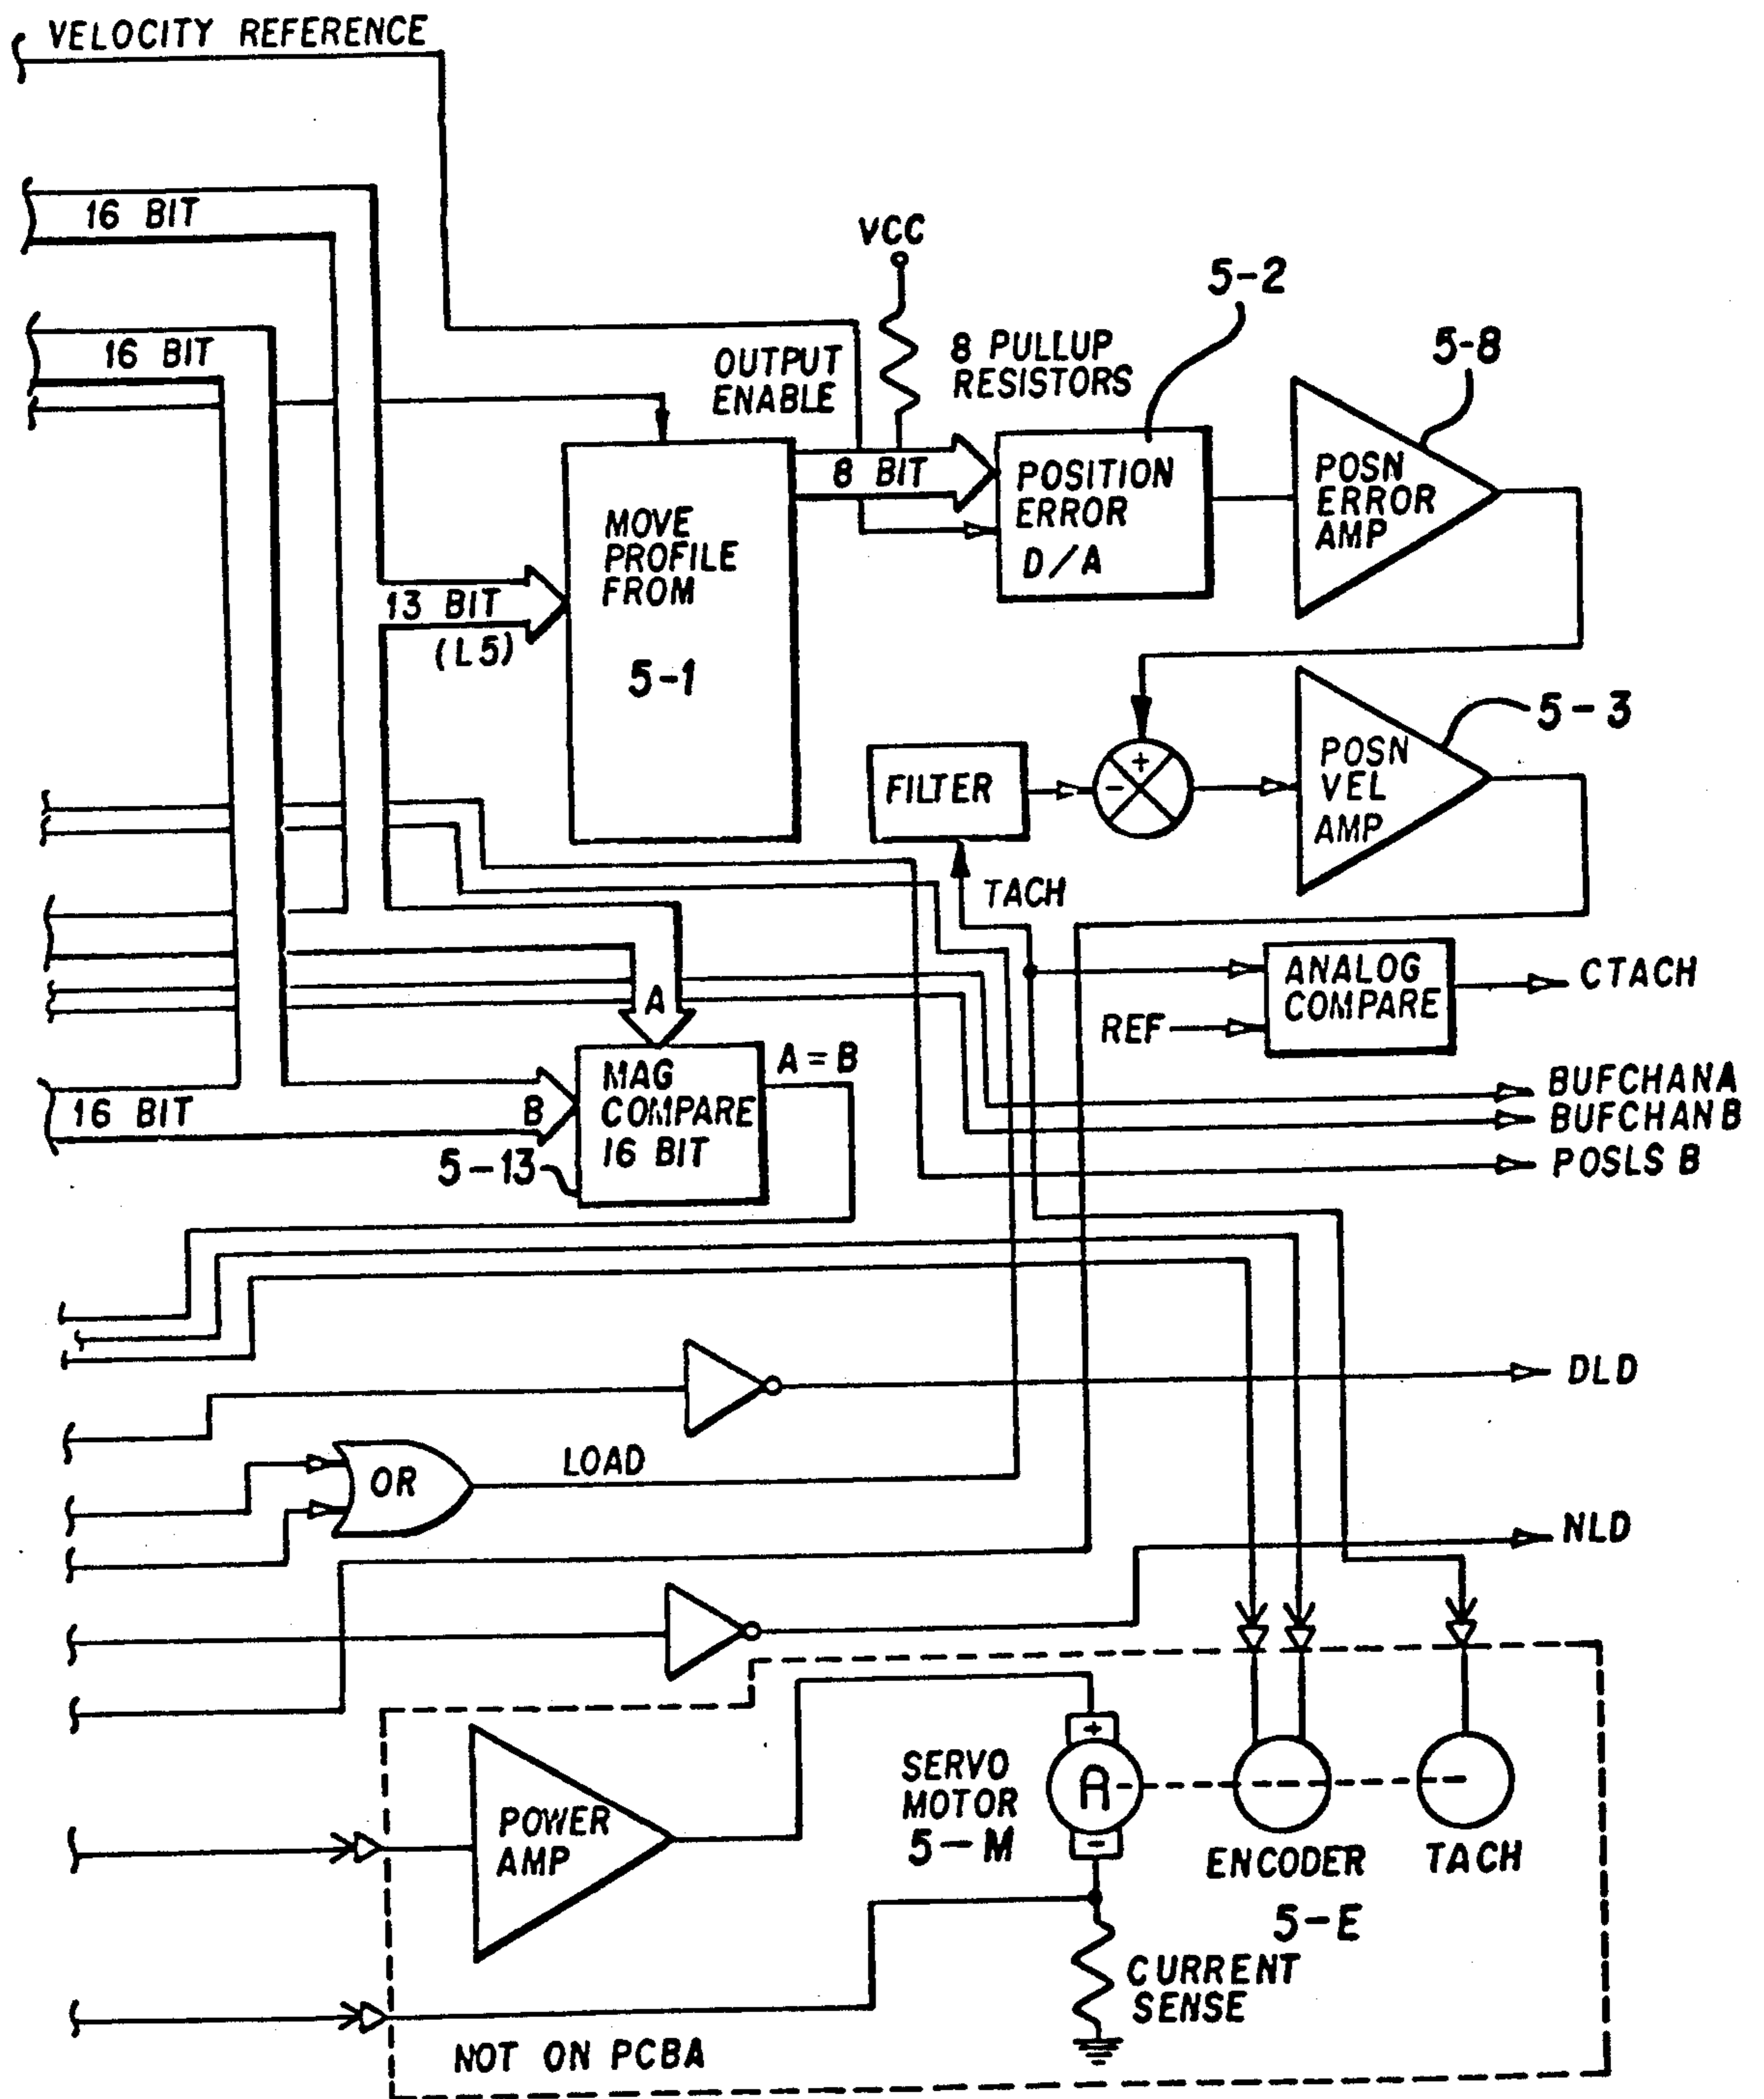 VELOCITY REFERENCE
16 BIT
VCC
5-2
16 BIT
OUTPUT
ENABLE
8 PULLUP
RESISTORS
5-8
8 BIT
POSITION
ERROR
D/A
POSN
ERROR
AMP
MOVE
PROFILE
FROM
5-1
13 BIT
(L5)
5-3
FILTER
+
-
POSN
VEL
AMP
TACH
A
ANALOG
COMPARE
CTACH
REF
MAG
COMPARE
16 BIT
A=B
B
16 BIT
5-13
BUFCHANA
BUFCHAN B
POSLS B
DLD
OR
LOAD
NLD
POWER
AMP
SERVO
MOTOR
5-M
+
A
-
ENCODER
5-E
TACH
CURRENT
SENSE
NOT ON PCBA